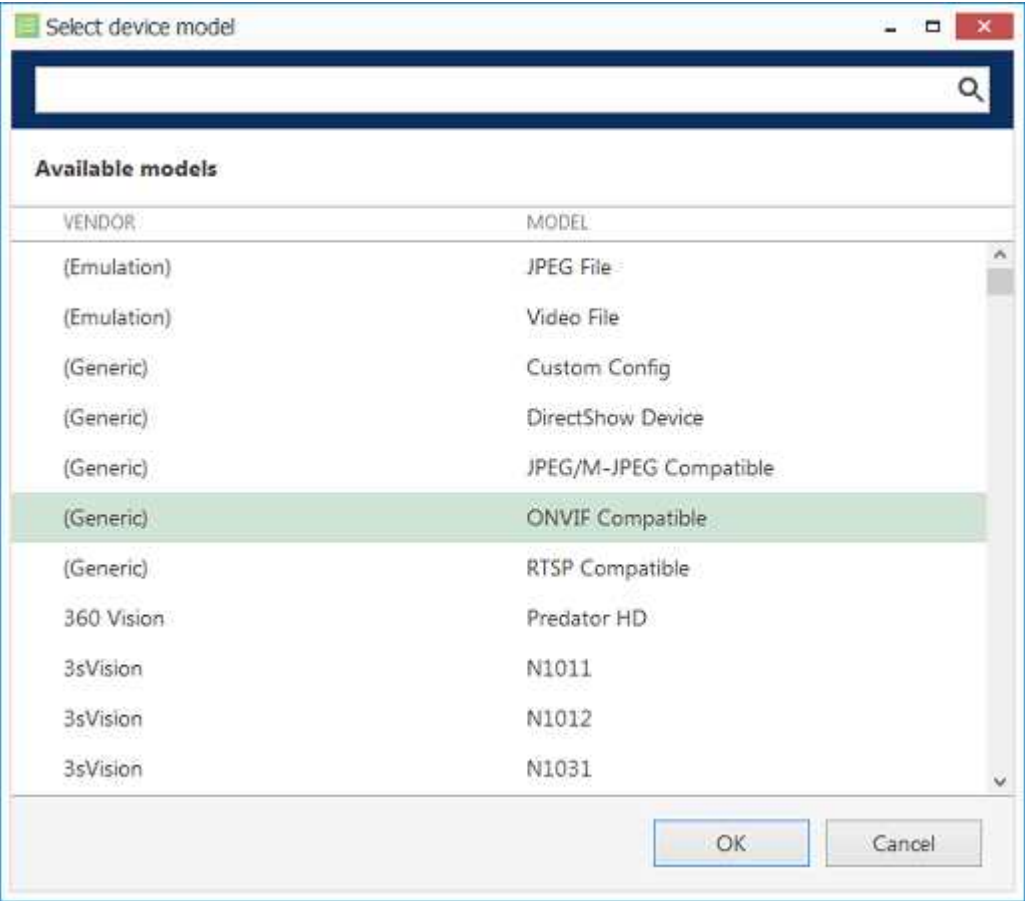 Select device model
Available models
VENDOR MODEL
(Emulation) JPEG File
(Emulation) Video File
(Generic) Custom Config
(Generic) DirectShow Device
(Generic) JPEG/M-JPEG Compatible
(Generic) ONVIF Compatible
(Generic) RTSP Compatible
360 Vision Predator HD
3sVision N1011
3sVision N1012
3sVision N1031
OK Cancel